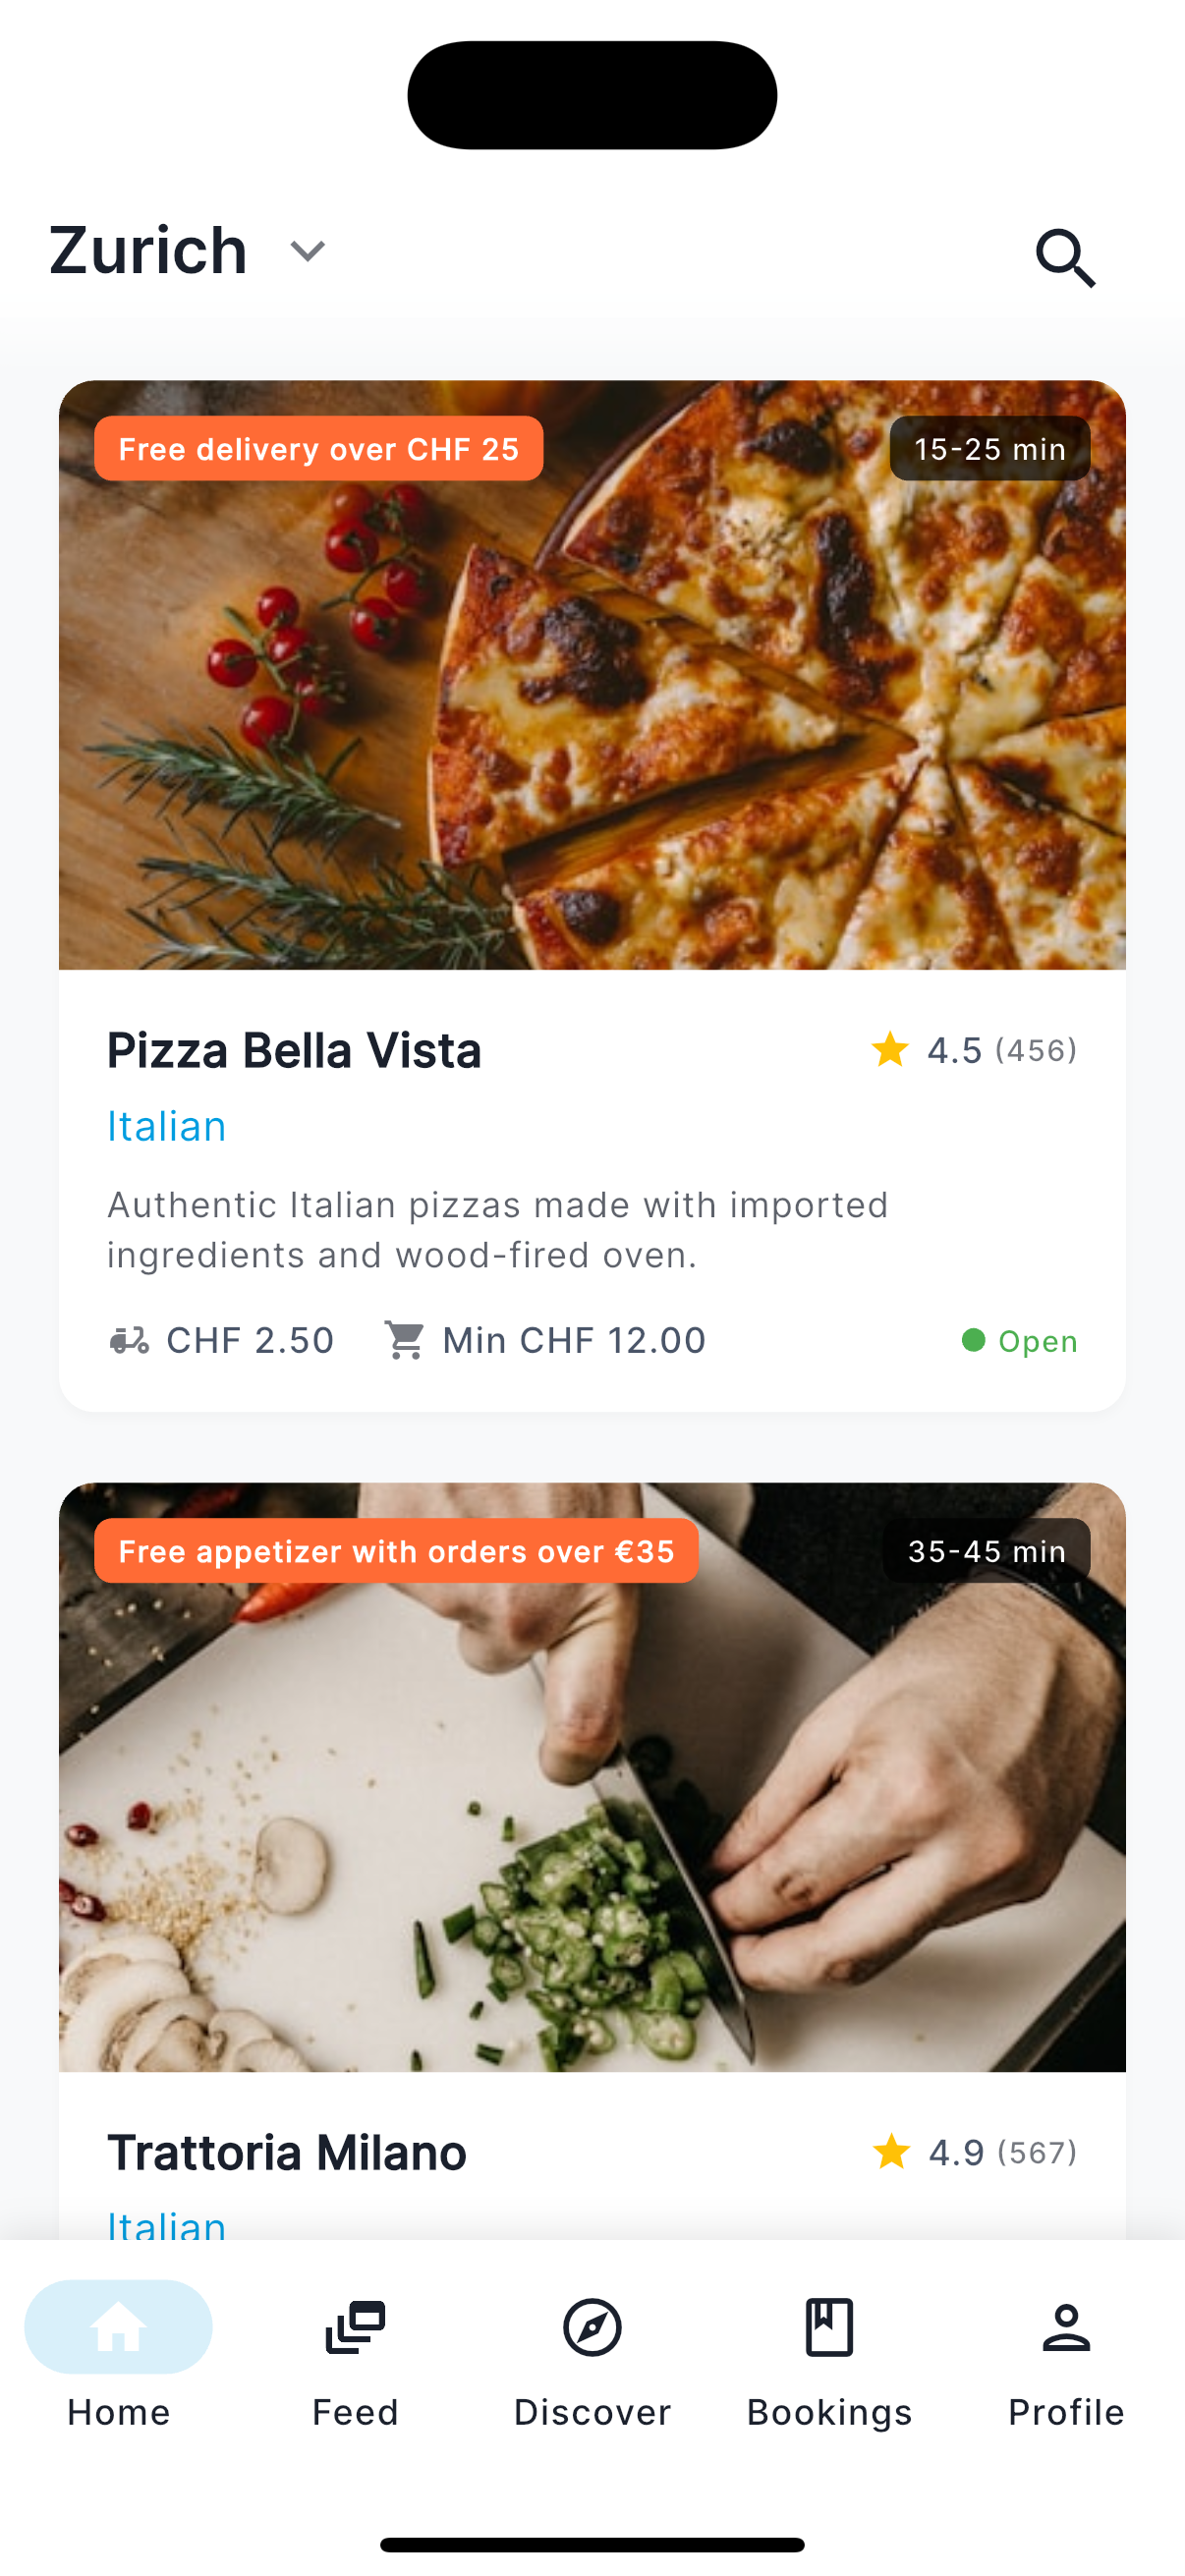 Zurich
Free delivery over CHF 25
15-25 min
Pizza Bella Vista
4.5 (456)
Italian
Authentic Italian pizzas made with imported
ingredients and wood-fired oven.
CHF 2.50
Min CHF 12.00
Open
Free appetizer with orders over €35
35-45 min
Trattoria Milano
4.9 (567)
Italian
Home
Feed
Discover
Bookings
Profile